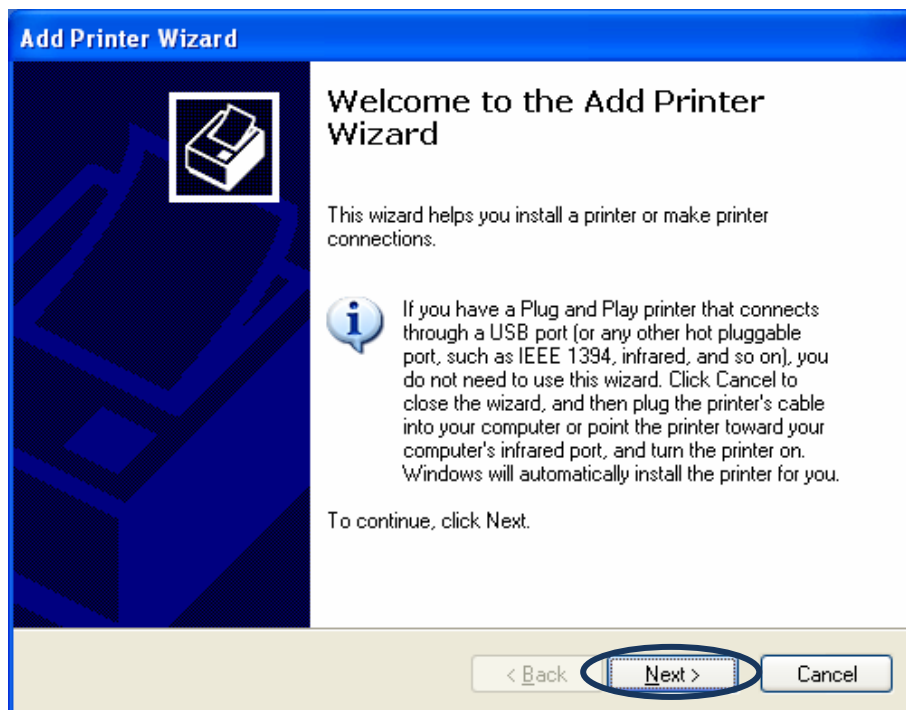 Add Printer Wizard
Welcome to the Add Printer
Wizard
This wizard helps you install a printer or make printer
connections.
If you have a Plug and Play printer that connects
through a USB port (or any other hot pluggable
port, such as IEEE 1394, infrared, and so on), you
do not need to use this wizard. Click Cancel to
close the wizard, and then plug the printer's cable
into your computer or point the printer toward your
computer's infrared port, and turn the printer on.
Windows will automatically install the printer for you.
To continue, click Next.
< Back Next > Cancel